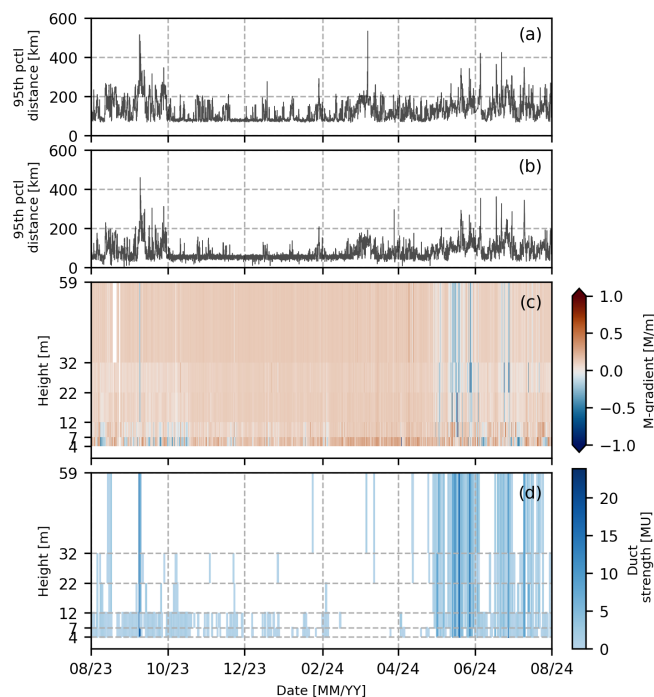 600
(a)
400
200
0
95th pctl
distance [km]
600
(b)
400
200
0
95th pctl
distance [km]
59
(c)
32
22
12
7
4
Height [m]
1.0
0.5
0.0
−0.5
−1.0
M-gradient [M/m]
59
(d)
32
22
12
7
4
Height [m]
20
15
10
5
0
Duct
strength [MU]
08/23 10/23 12/23 02/24 04/24 06/24 08/24
Date [MM/YY]